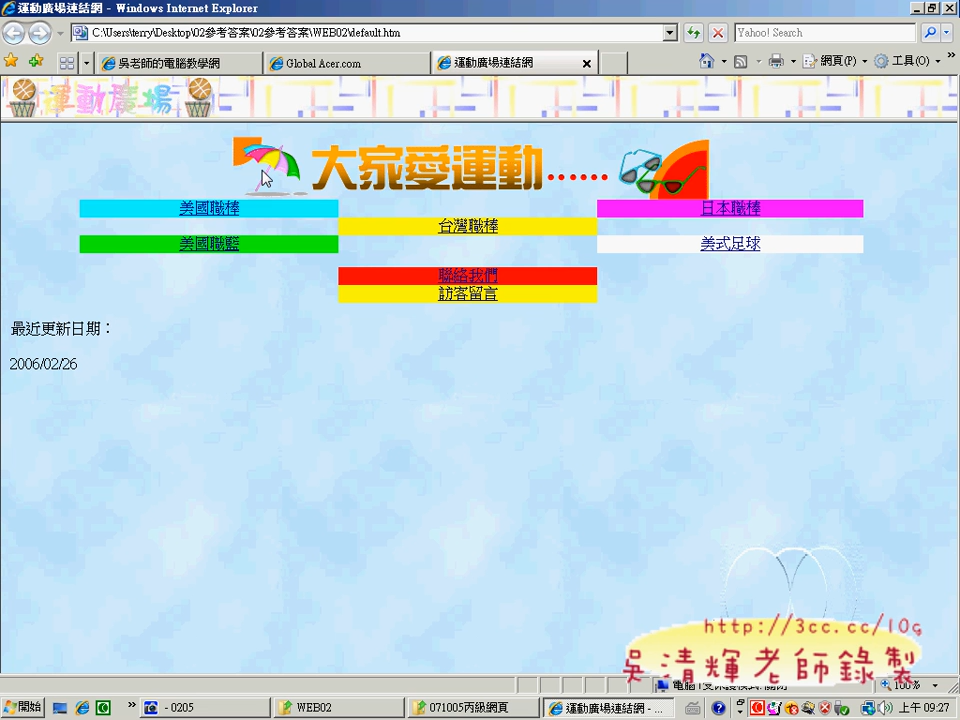 運動廣場連結網 - Windows Internet Explorer
C:\Users\terry\Desktop\02參考答案\02參考答案\WEB02\default.htm
Yahoo! Search
吳老師的電腦教學網
Global Acer.com
運動廣場連結網
網頁(P)
工具(O)
運動廣場
大家愛運動......
美國職棒
日本職棒
台灣職棒
美國職籃
美式足球
聯絡我們
訪客留言
最近更新日期：
2006/02/26
http://3cc.cc/10g
吳清輝老師錄製
100%
開始
- 0205
WEB02
071005丙級網頁
運動廣場連結網 - ...
上午 09:27